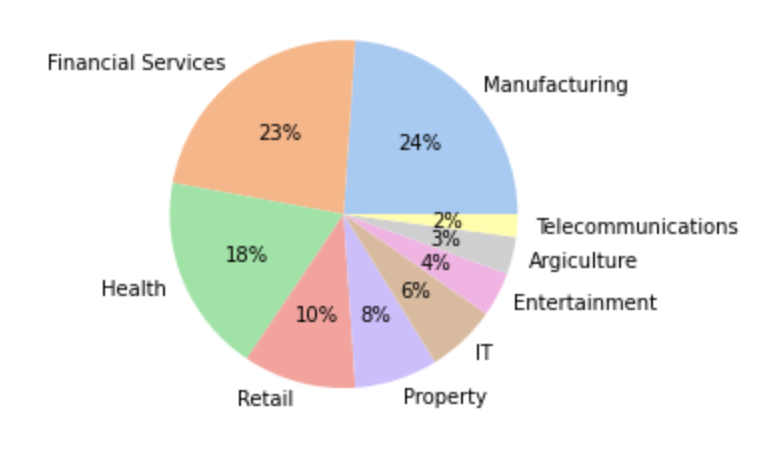 Financial Services
Manufacturing
23%
24%
2%
Telecommunications
3%
18%
4%
Argiculture
Health
6%
Entertainment
10%
8%
IT
Retail
Property